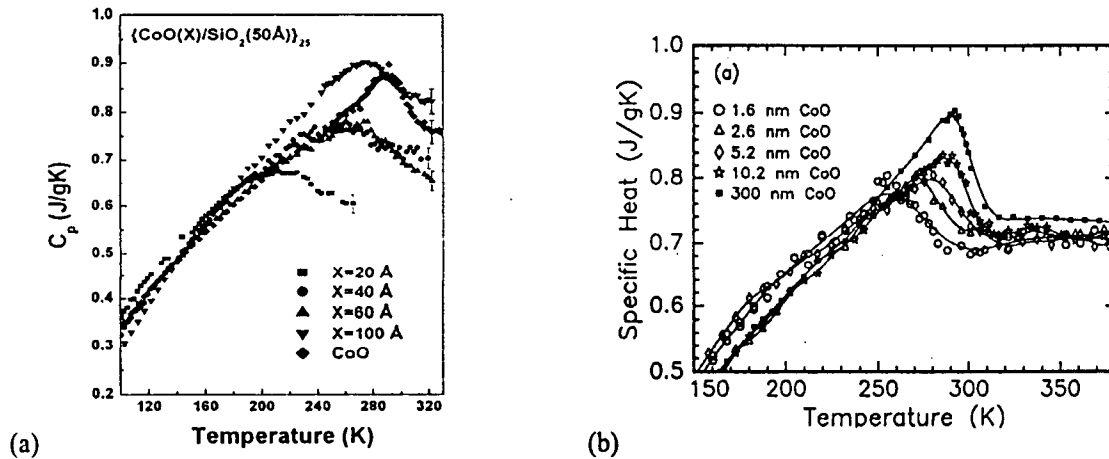 {CoO(X)/SiO₂(50Å)}₂₅
1.0
0.9
0.8
0.7
0.6
0.5
0.4
0.3
0.2
C_p (J/gK)
X=20 Å
X=40 Å
X=60 Å
X=100 Å
CoO
120 160 200 240 280 320
Temperature (K)
(a)
(a)
1.0
0.9
0.8
0.7
0.6
0.5
Specific Heat (J/gK)
1.6 nm CoO
2.6 nm CoO
5.2 nm CoO
10.2 nm CoO
300 nm CoO
150 200 250 300 350
Temperature (K)
(b)